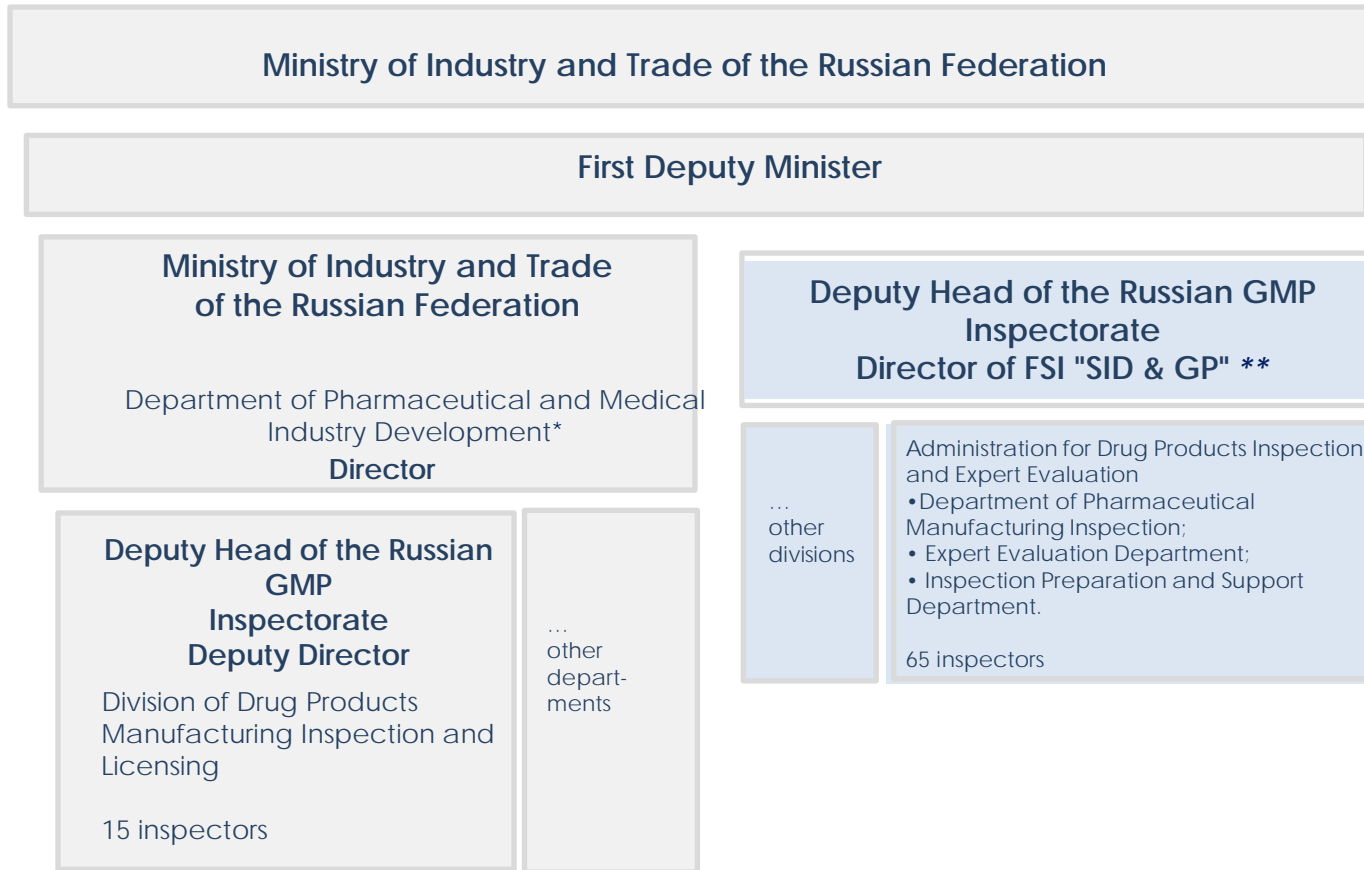 Ministry of Industry and Trade of the Russian Federation
First Deputy Minister
Ministry of Industry and Trade
of the Russian Federation
Department of Pharmaceutical and Medical
Industry Development*
Director
Deputy Head of the Russian
GMP
Inspectorate
Deputy Director
Division of Drug Products
Manufacturing Inspection and
Licensing
15 inspectors
...
other
depart-
ments
Deputy Head of the Russian GMP
Inspectorate
Director of FSI "SID & GP" **
...
other
divisions
Administration for Drug Products Inspection
and Expert Evaluation
•Department of Pharmaceutical
Manufacturing Inspection;
• Expert Evaluation Department;
• Inspection Preparation and Support
Department.
65 inspectors